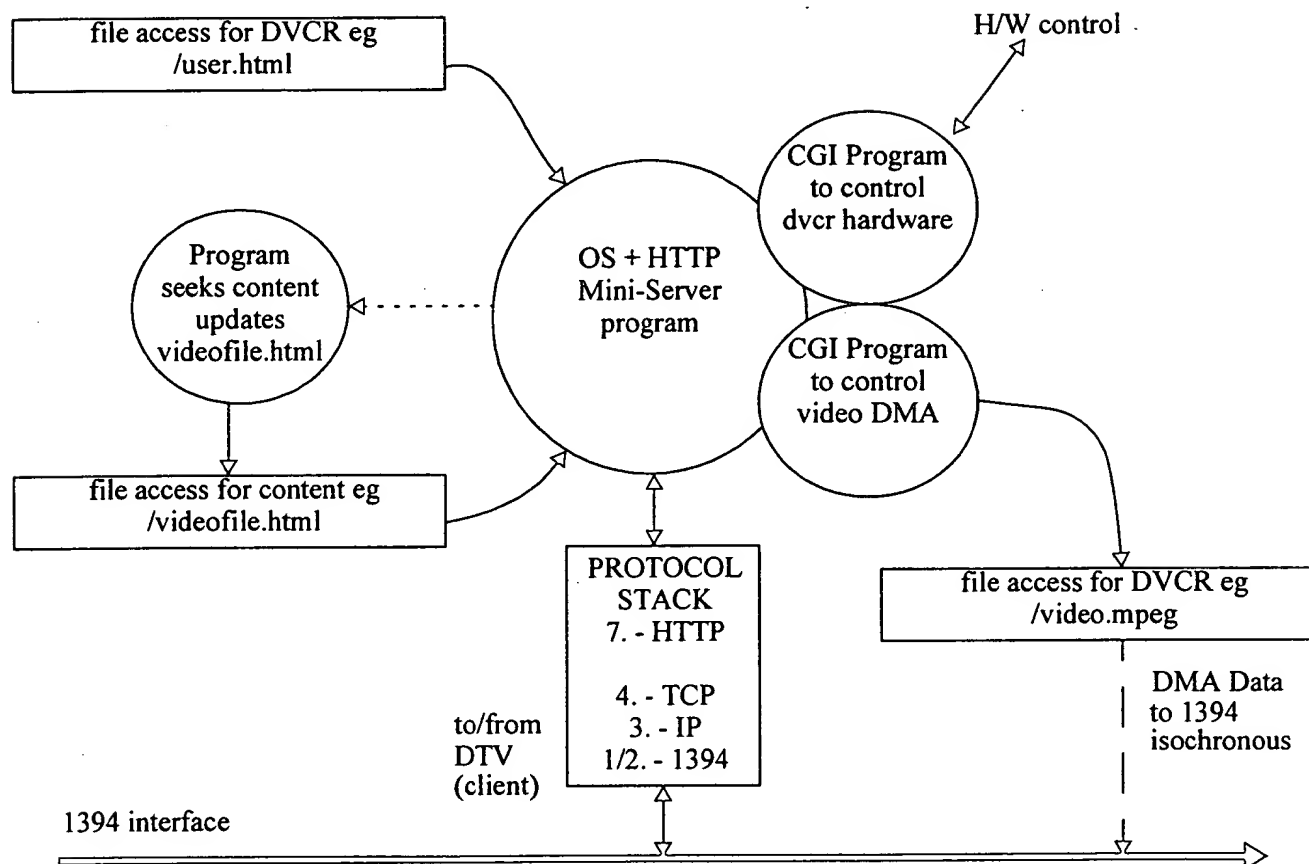 file access for DVCR eg
/user.html
H/W control
CGI Program
to control
dvcr hardware
Program
seeks content
updates
videofile.html
OS + HTTP
Mini-Server
program
CGI Program
to control
video DMA
file access for content eg
/videofile.html
PROTOCOL
STACK
7. - HTTP
4. - TCP
3. - IP
1/2. - 1394
file access for DVCR eg
/video.mpeg
to/from
DTV
(client)
DMA Data
to 1394
isochronous
1394 interface